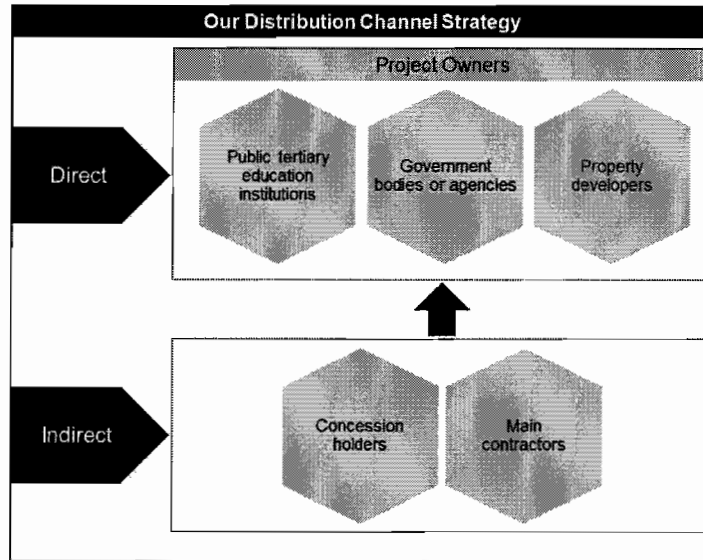 Our Distribution Channel Strategy
Project Owners
Direct
Public tertiary
education
institutions
Government
bodies or agencies
Property
developers
Indirect
Concession
holders
Main
contractors